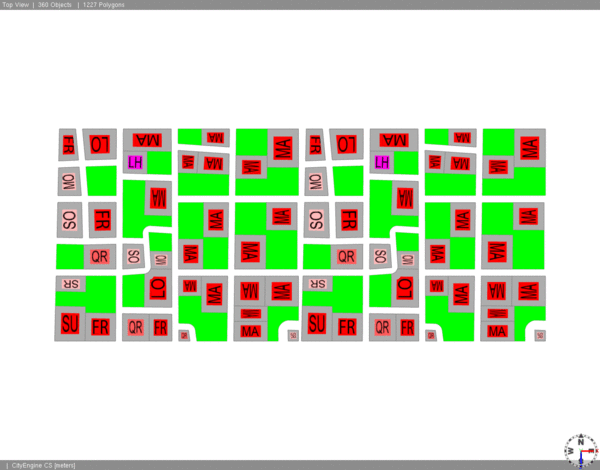 Top View | 360 Objects | 1227 Polygons
FR LO MA MA MA FR LO MA MA MA
LH MA MA MA LH MA MA MA
OW MA OW MA
SO FR MA MA SO FR MA MA
QR SO OW MA MA QR SO OW MA MA
SR LO MA MA MA MA SR LO MA MA MA MA
SU FR QR FR MA SU FR QR FR MA
N
W E
CityEngine CS [meters]